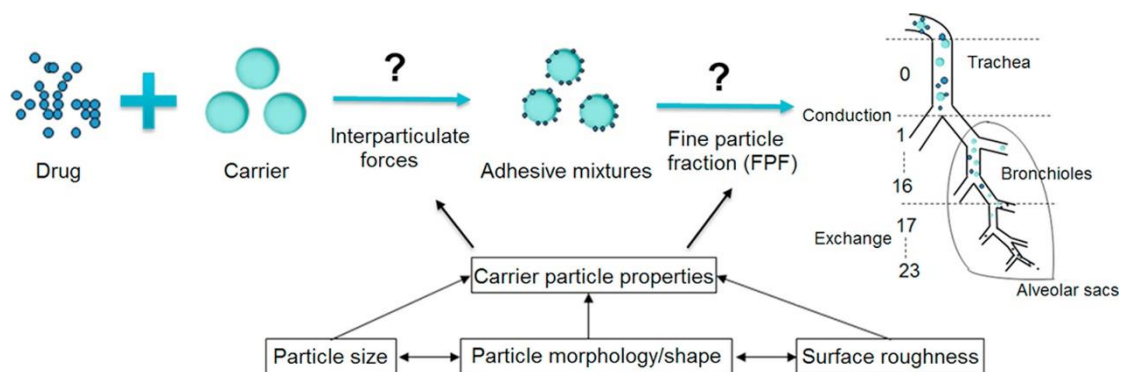 ?
?
Drug
Carrier
Interparticulate
forces
Adhesive mixtures
Fine particle
fraction (FPF)
Trachea
0
Conduction
1
Bronchioles
16
17
Exchange
23
Alveolar sacs
Carrier particle properties
Particle size
Particle morphology/shape
Surface roughness